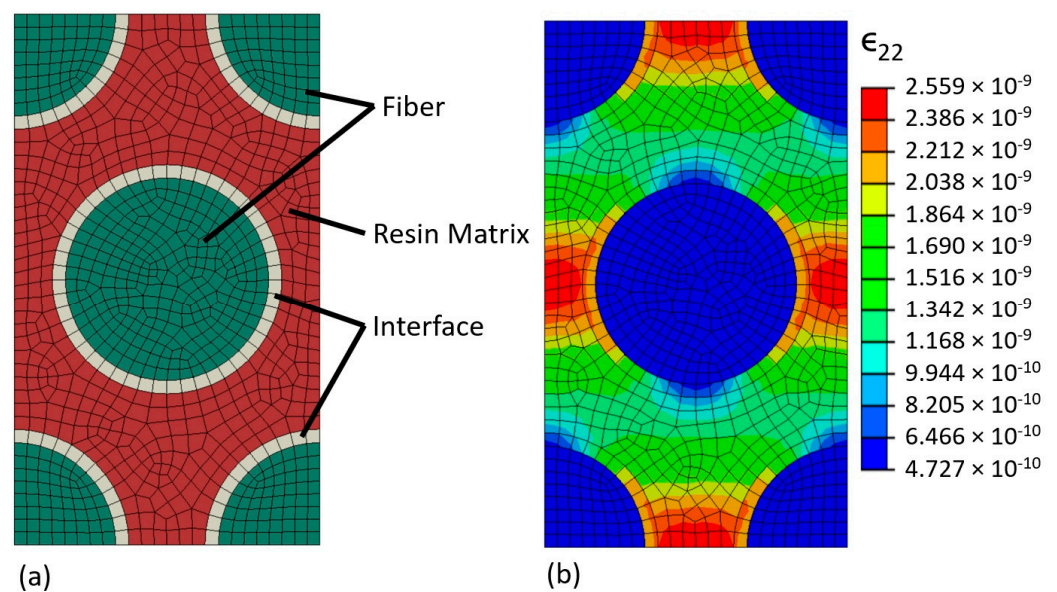 Fiber
Resin Matrix
Interface
(a)
(b)
ϵ22
2.559 × 10-9
2.386 × 10-9
2.212 × 10-9
2.038 × 10-9
1.864 × 10-9
1.690 × 10-9
1.516 × 10-9
1.342 × 10-9
1.168 × 10-9
9.944 × 10-10
8.205 × 10-10
6.466 × 10-10
4.727 × 10-10